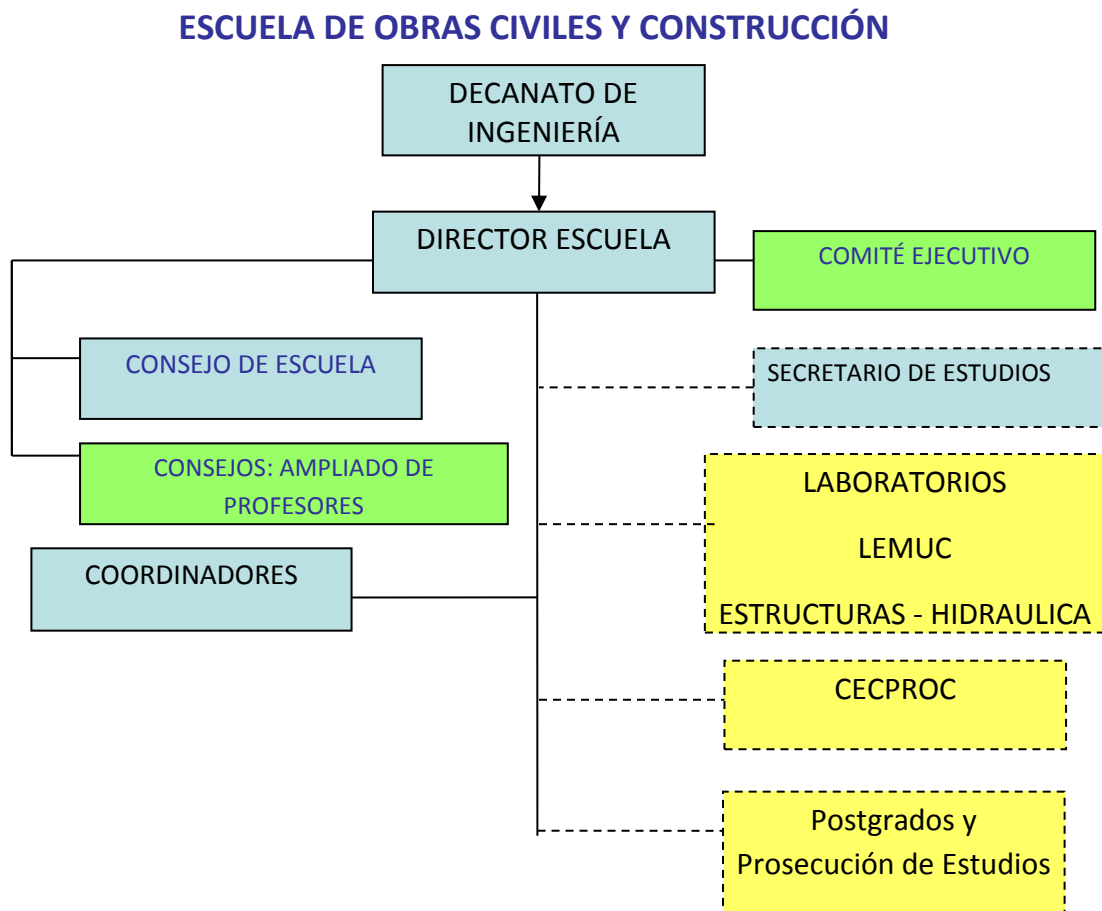 ESCUELA DE OBRAS CIVILES Y CONSTRUCCIÓN
DECANATO DE
INGENIERÍA
DIRECTOR ESCUELA
COMITÉ EJECUTIVO
CONSEJO DE ESCUELA
SECRETARIO DE ESTUDIOS
CONSEJOS: AMPLIADO DE
PROFESORES
LABORATORIOS
LEMUC
ESTRUCTURAS - HIDRAULICA
COORDINADORES
CECPROC
Postgrados y
Prosecución de Estudios